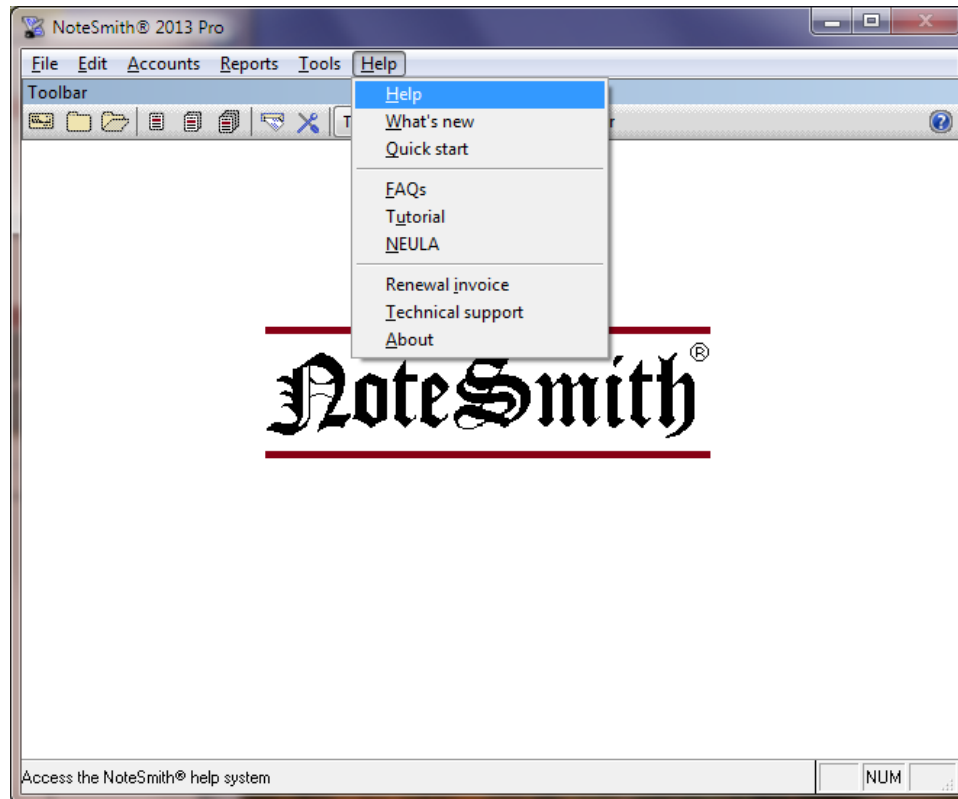 NoteSmith® 2013 Pro
File Edit Accounts Reports Tools Help
Toolbar
Help
What's new
Quick start
FAQs
Tutorial
NEULA
Renewal invoice
Technical support
About
NoteSmith®
Access the NoteSmith® help system
NUM